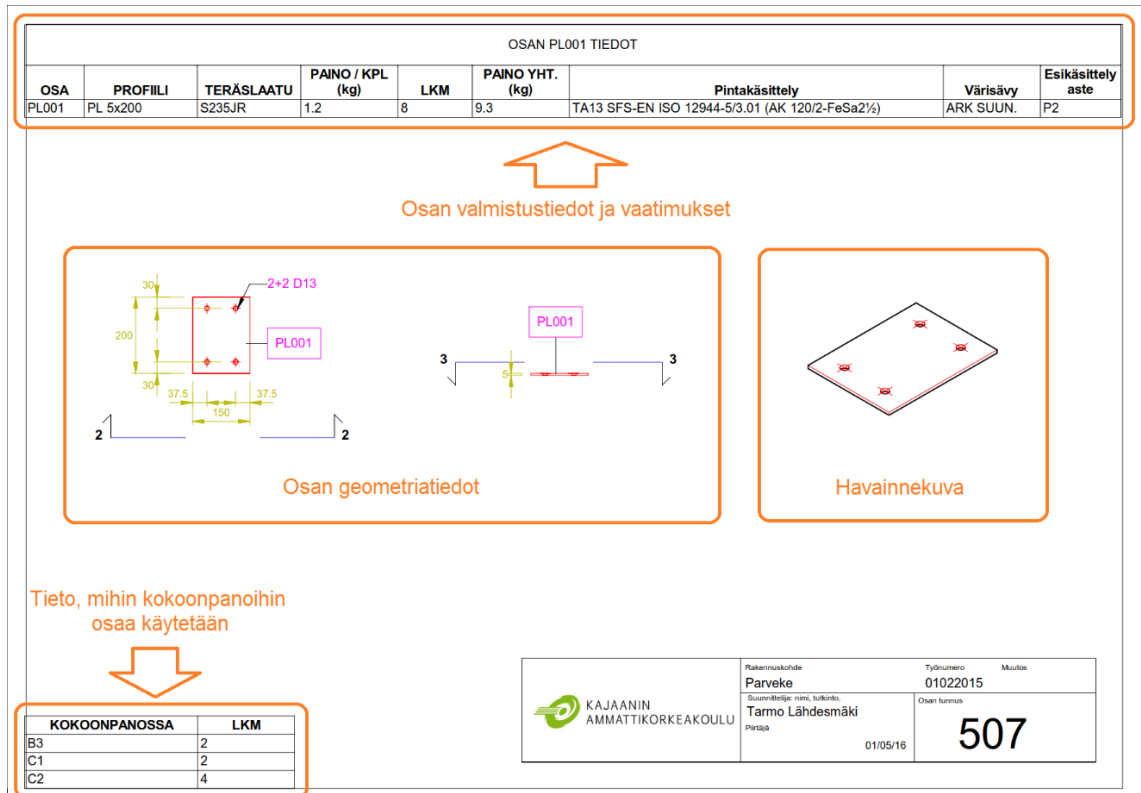 OSAN PL001 TIEDOT
OSA PROFIILI TERÄSLAATU PAINO / KPL (kg) LKM PAINO YHT. (kg) Pintakäsittely Värisävy Esikäsittely aste
PL001 PL 5x200 S235JR 1.2 8 9.3 TA13 SFS-EN ISO 12944-5/3.01 (AK 120/2-FeSa2½) ARK SUUN. P2
Osan valmistustiedot ja vaatimukset
30
2+2 D13
200
PL001
30
37.5 37.5
150
2 2
PL001
3 3
5
Osan geometriatiedot
Havainnekuva
Tieto, mihin kokoonpanoihin
osaa käytetään
KOKOONPANOSSA LKM
B3 2
C1 2
C2 4
KAJAANIN
AMMATTIKORKEAKOULU
Rakennuskohde
Parveke
Työnumero Muutos
01022015
Suunnittelija: nimi, tutkinto,
Tarmo Lähdesmäki
Piirtäjä
01/05/16
Osan tunnus
507